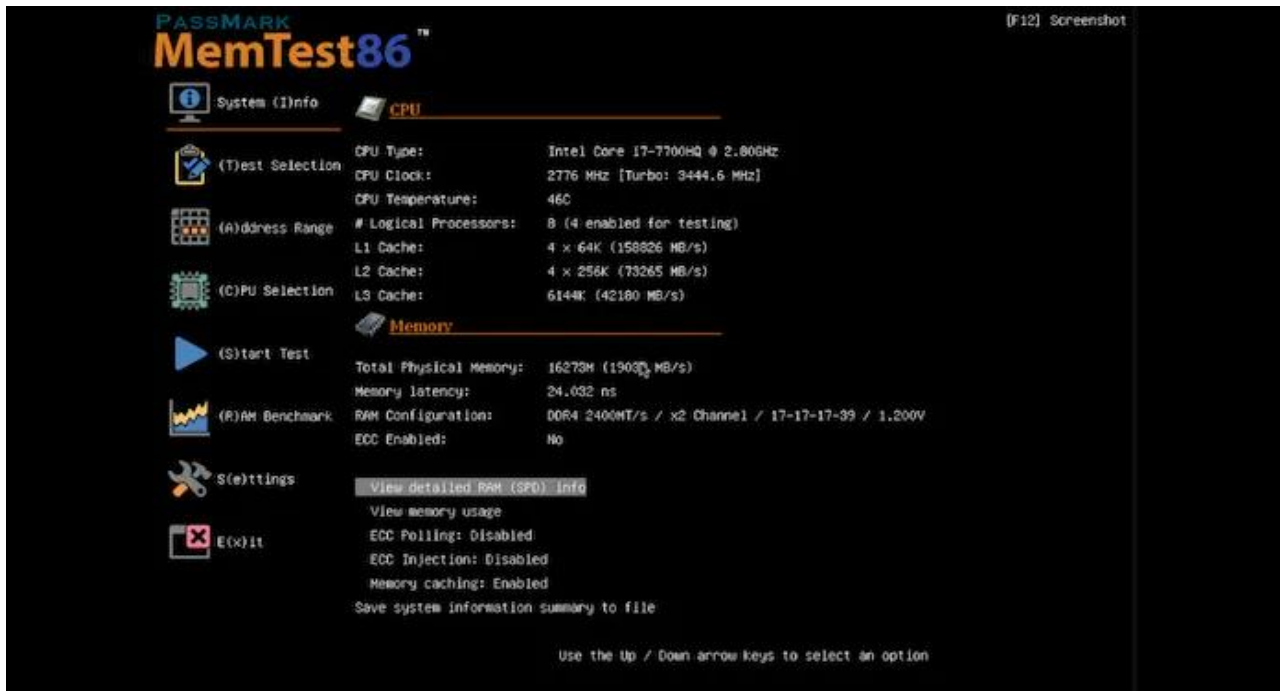 PASSMARK
MemTest86™
[F12] Screenshot
System (I)nfo
(T)est Selection
(A)ddress Range
(C)PU Selection
(S)tart Test
(R)AM Benchmark
S(e)ttings
E(x)it
CPU
CPU Type: Intel Core i7-7700HQ @ 2.80GHz
CPU Clock: 2776 MHz [Turbo: 3444.6 MHz]
CPU Temperature: 46C
# Logical Processors: 8 (4 enabled for testing)
L1 Cache: 4 x 64K (158826 MB/s)
L2 Cache: 4 x 256K (73265 MB/s)
L3 Cache: 6144K (42180 MB/s)
Memory
Total Physical Memory: 16273M MB/s)
Memory latency: 24.032 ns
RAM Configuration: DDR4 2400MT/s / x2 Channel / 17-17-17-39 / 1.200V
ECC Enabled: No
View detailed RAM (SPD) info
View memory usage
ECC Polling: Disabled
ECC Injection: Disabled
Memory caching: Enabled
Save system information summary to file
Use the Up / Down arrow keys to select an option